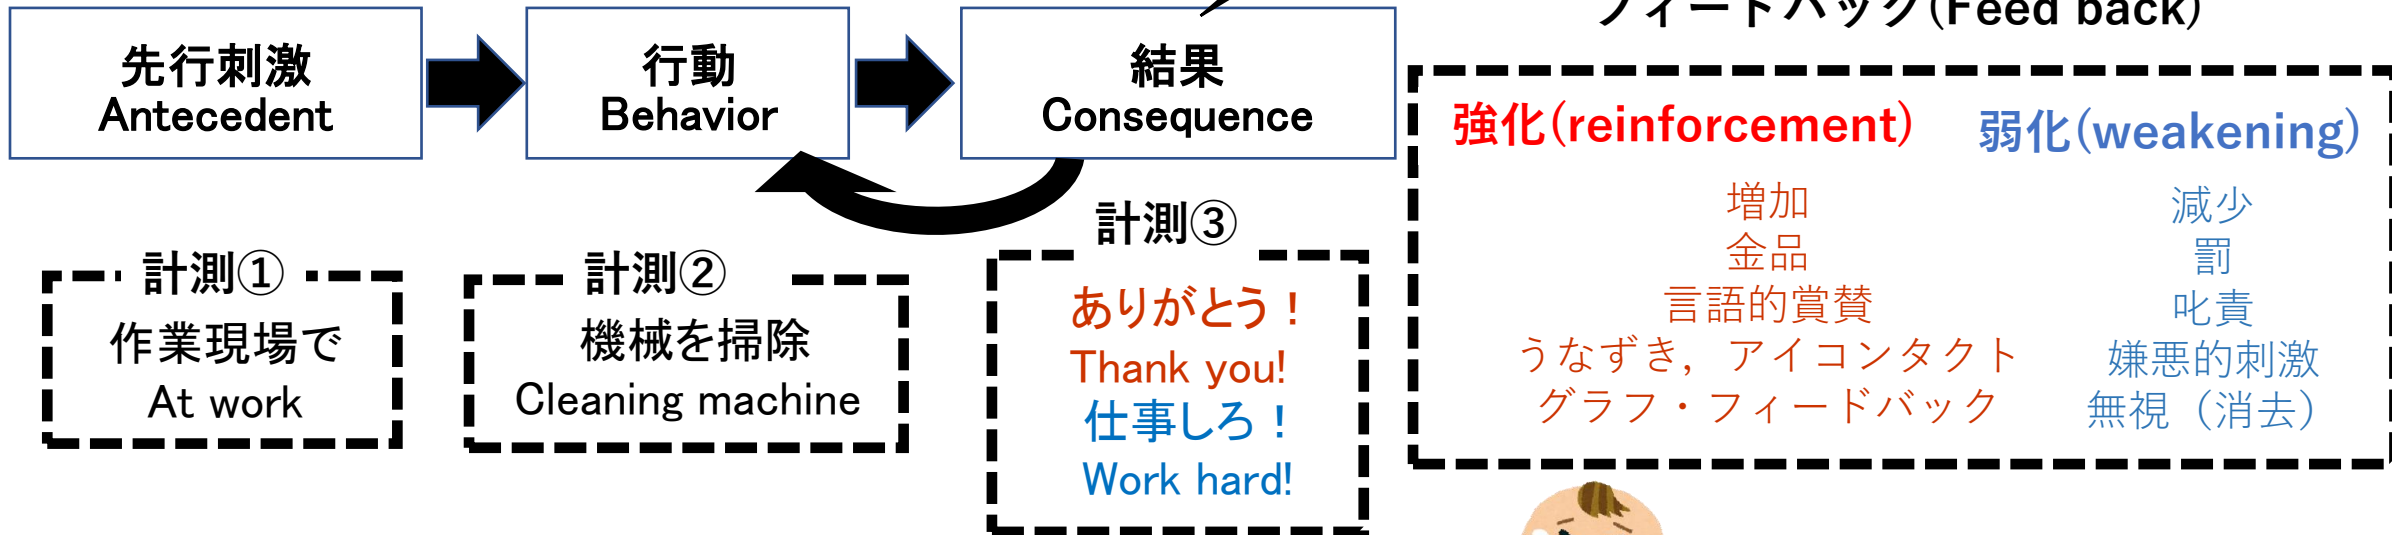 先行刺激
Antecedent
行動
Behavior
結果
Consequence
計測①
作業現場で
At work
計測②
機械を掃除
Cleaning machine
計測③
ありがとう！
Thank you!
仕事しろ！
Work hard!
フィードバック(Feed back)
強化(reinforcement)
増加
金品
言語的賞賛
うなずき，アイコンタクト
グラフ・フィードバック
弱化(weakening)
減少
罰
叱責
嫌悪的刺激
無視（消去）